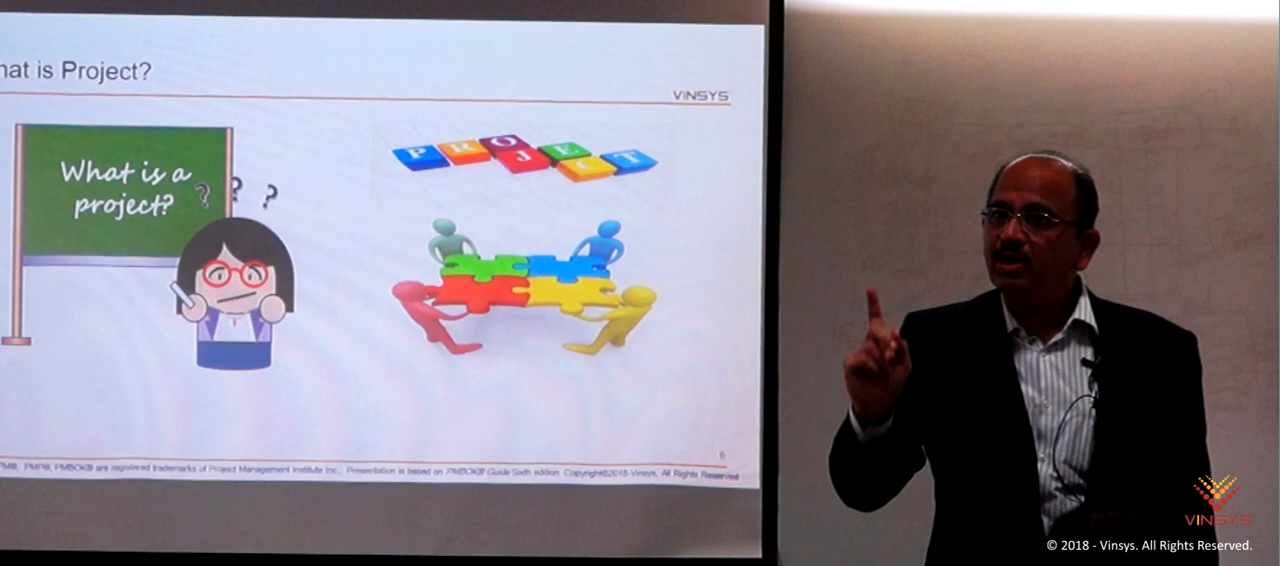 hat is Project?
VINSYS
What is a
project?
? ? ?
PROJECT
6
PMI®, PMP®, PMBOK® are registered trademarks of Project Management Institute Inc., Presentation is based on PMBOK® Guide Sixth edition. Copyright©2018 Vinsys, All Rights Reserved
VINSYS
© 2018 - Vinsys. All Rights Reserved.